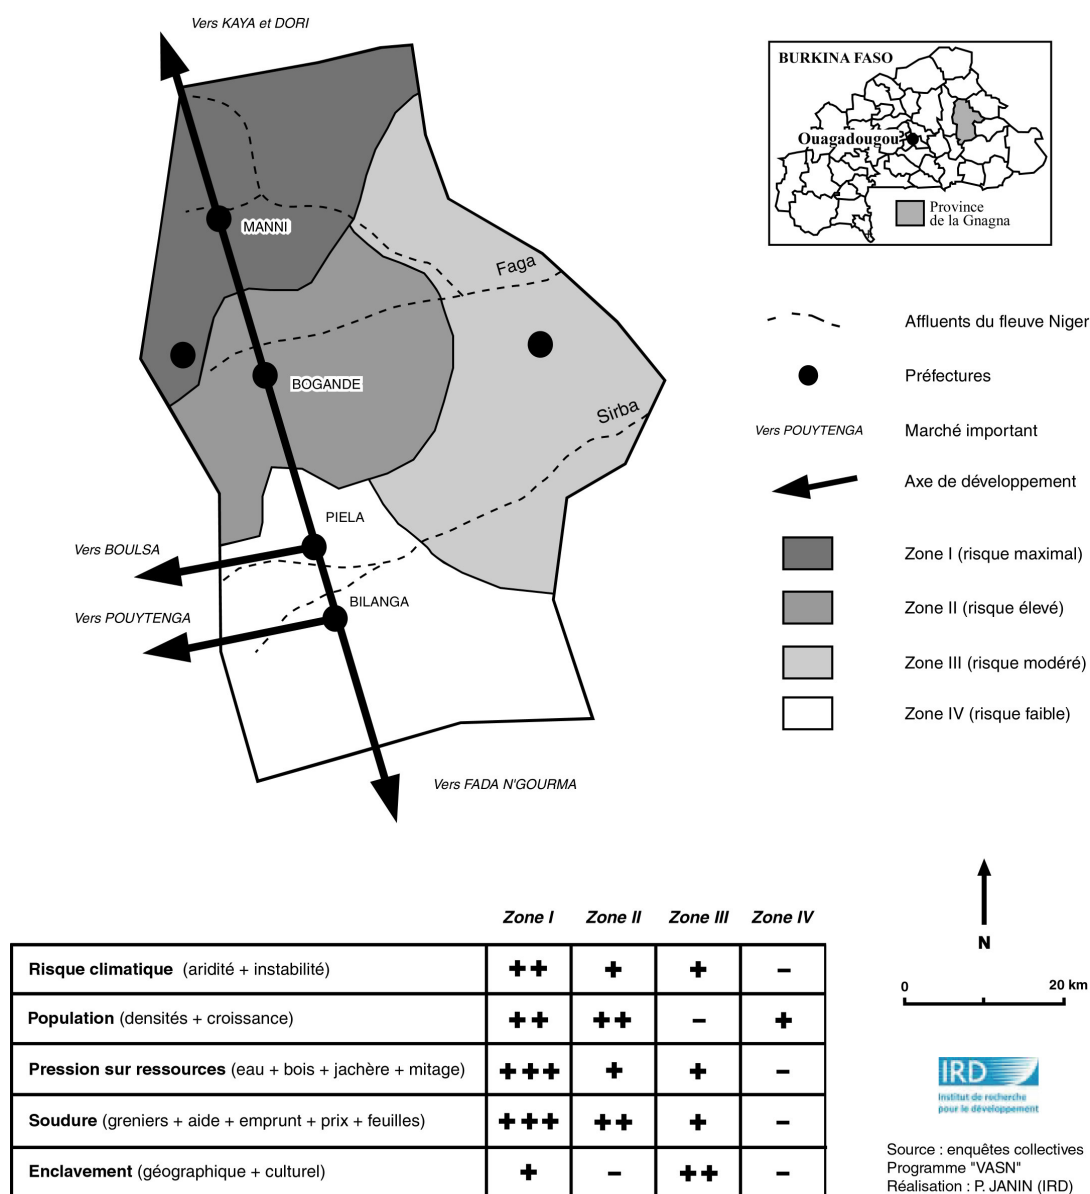 Vers KAYA et DORI
BURKINA FASO
Ouagadougou
Province
de la Gnagna
MANNI
Faga
BOGANDE
Sirba
PIELA
Vers BOULSA
BILANGA
Vers POUYTENGA
Vers FADA N'GOURMA
Affluents du fleuve Niger
Préfectures
Vers POUYTENGA Marché important
Axe de développement
Zone I (risque maximal)
Zone II (risque élevé)
Zone III (risque modéré)
Zone IV (risque faible)
N
0 20 km
Zone I Zone II Zone III Zone IV
Risque climatique (aridité + instabilité) ++ + + –
Population (densités + croissance) ++ ++ – +
Pression sur ressources (eau + bois + jachère + mitage) +++ + + –
Soudure (greniers + aide + emprunt + prix + feuilles) +++ ++ + –
Enclavement (géographique + culturel) + – ++ –
IRD
Institut de recherche
pour le développement
Source : enquêtes collectives
Programme "VASN"
Réalisation : P. JANIN (IRD)